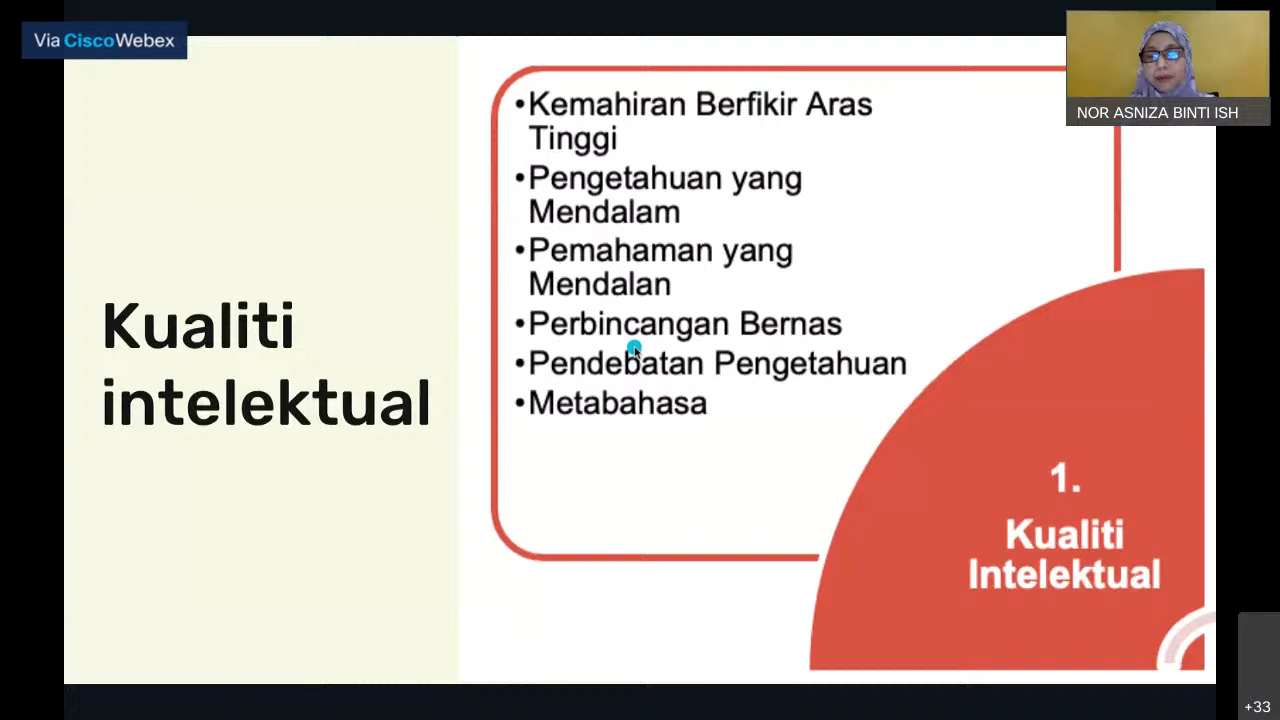 Via CiscoWebex
NOR ASNIZA BINTI ISH
Kualiti
intelektual
•Kemahiran Berfikir Aras
Tinggi
•Pengetahuan yang
Mendalam
•Pemahaman yang
Mendalan
•Perbincangan Bernas
•Pendebatan Pengetahuan
•Metabahasa
1.
Kualiti
Intelektual
+33